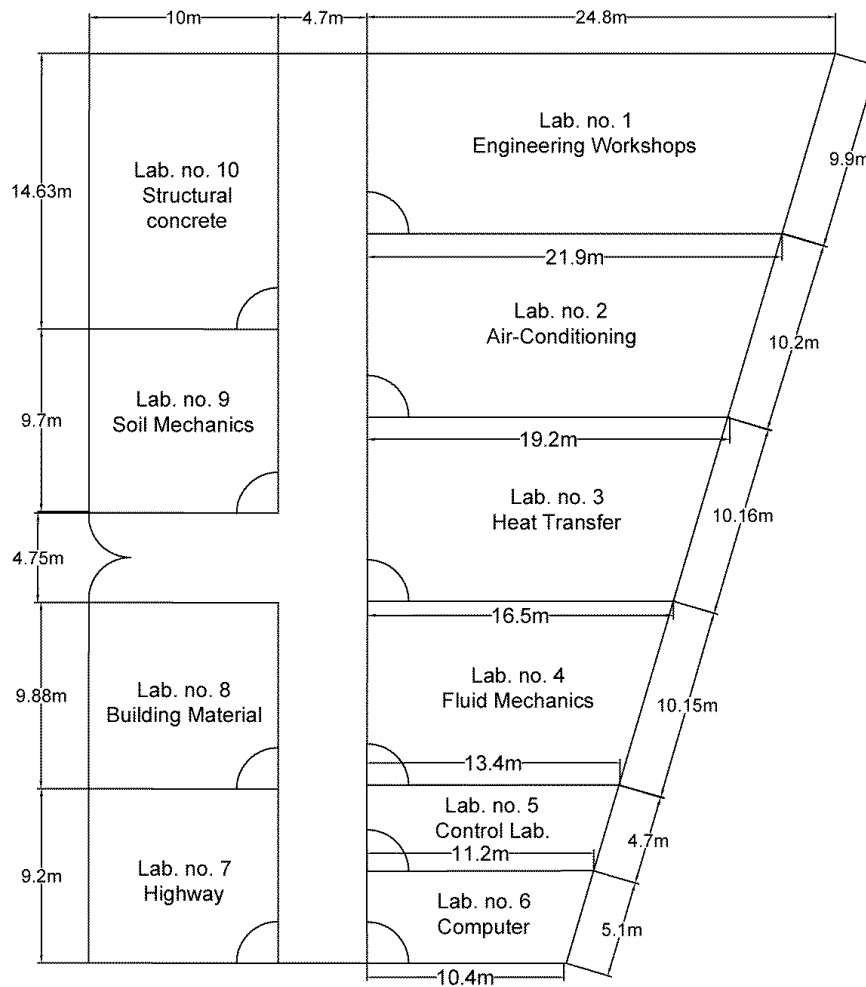 10m
4.7m
24.8m
Lab. no. 1
Engineering Workshops
9.9m
Lab. no. 10
Structural
concrete
14.63m
21.9m
Lab. no. 2
Air-Conditioning
10.2m
Lab. no. 9
Soil Mechanics
9.7m
19.2m
Lab. no. 3
Heat Transfer
10.16m
4.75m
16.5m
Lab. no. 8
Building Material
9.88m
Lab. no. 4
Fluid Mechanics
10.15m
13.4m
Lab. no. 5
Control Lab.
11.2m
4.7m
Lab. no. 7
Highway
9.2m
Lab. no. 6
Computer
5.1m
10.4m